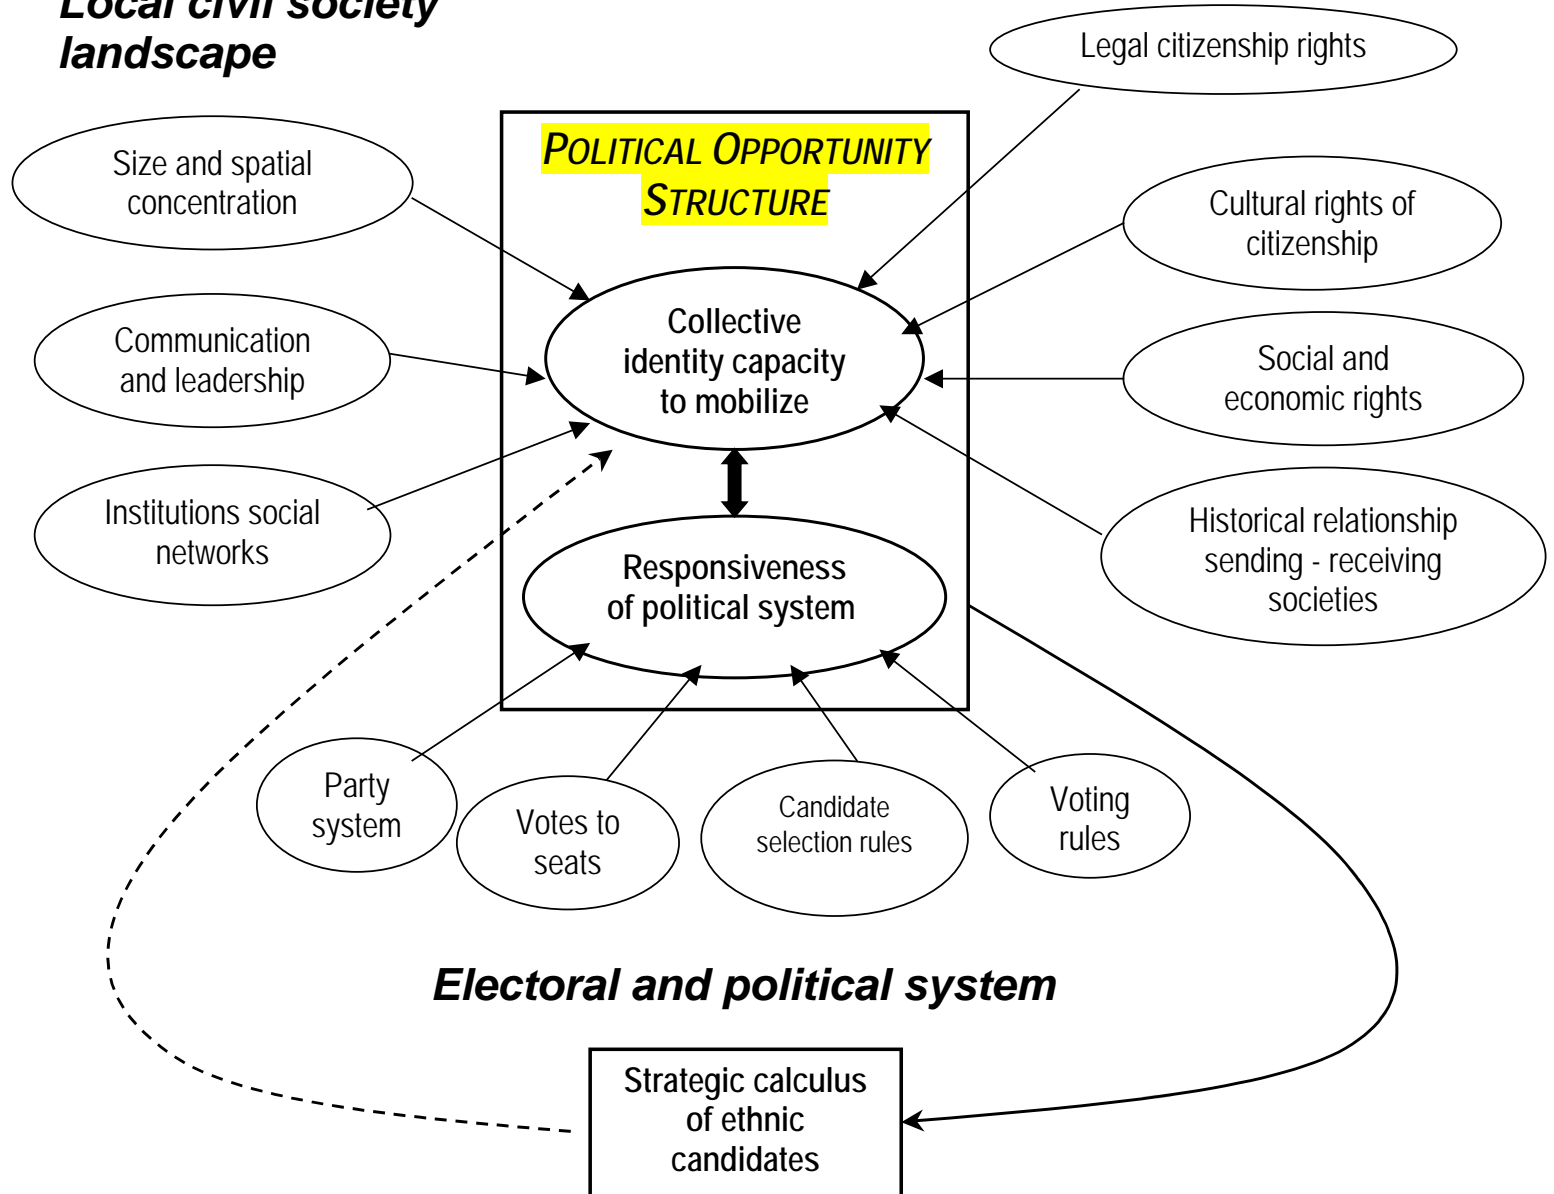 Local civil society
landscape
Legal citizenship rights
POLITICAL OPPORTUNITY
STRUCTURE
Size and spatial
concentration
Cultural rights of
citizenship
Communication
and leadership
Collective
identity capacity
to mobilize
Social and
economic rights
Institutions social
networks
Historical relationship
sending - receiving
societies
Responsiveness
of political system
Party
system
Votes to
seats
Candidate
selection rules
Voting
rules
Electoral and political system
Strategic calculus
of ethnic
candidates